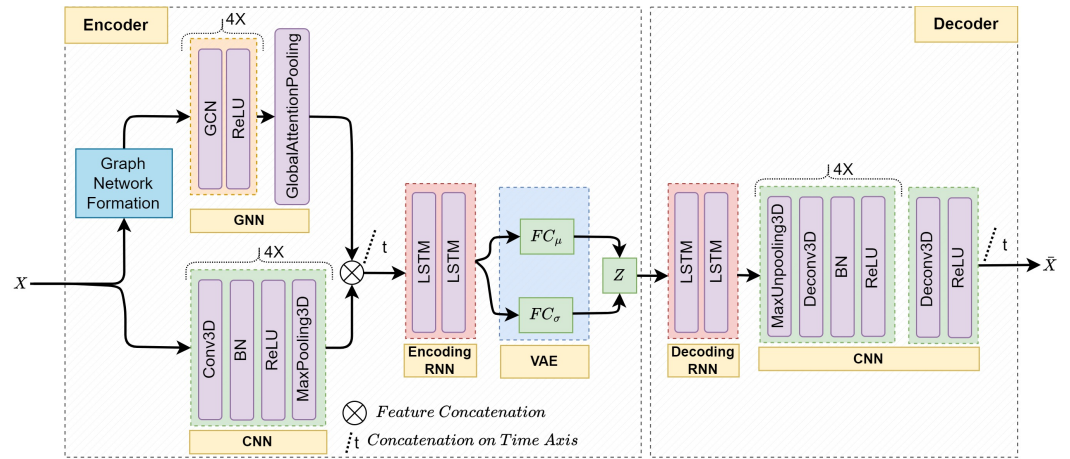 Encoder
4X
GCN
ReLU
GlobalAttentionPooling
Graph
Network
Formation
GNN
X
4X
Conv3D
BN
ReLU
MaxPooling3D
CNN
t
LSTM
LSTM
Encoding
RNN
FCμ
FCσ
Z
VAE
Feature Concatenation
t Concatenation on Time Axis
Decoder
LSTM
LSTM
Decoding
RNN
4X
MaxUnpooling3D
Deconv3D
BN
ReLU
Deconv3D
ReLU
CNN
t
X̄